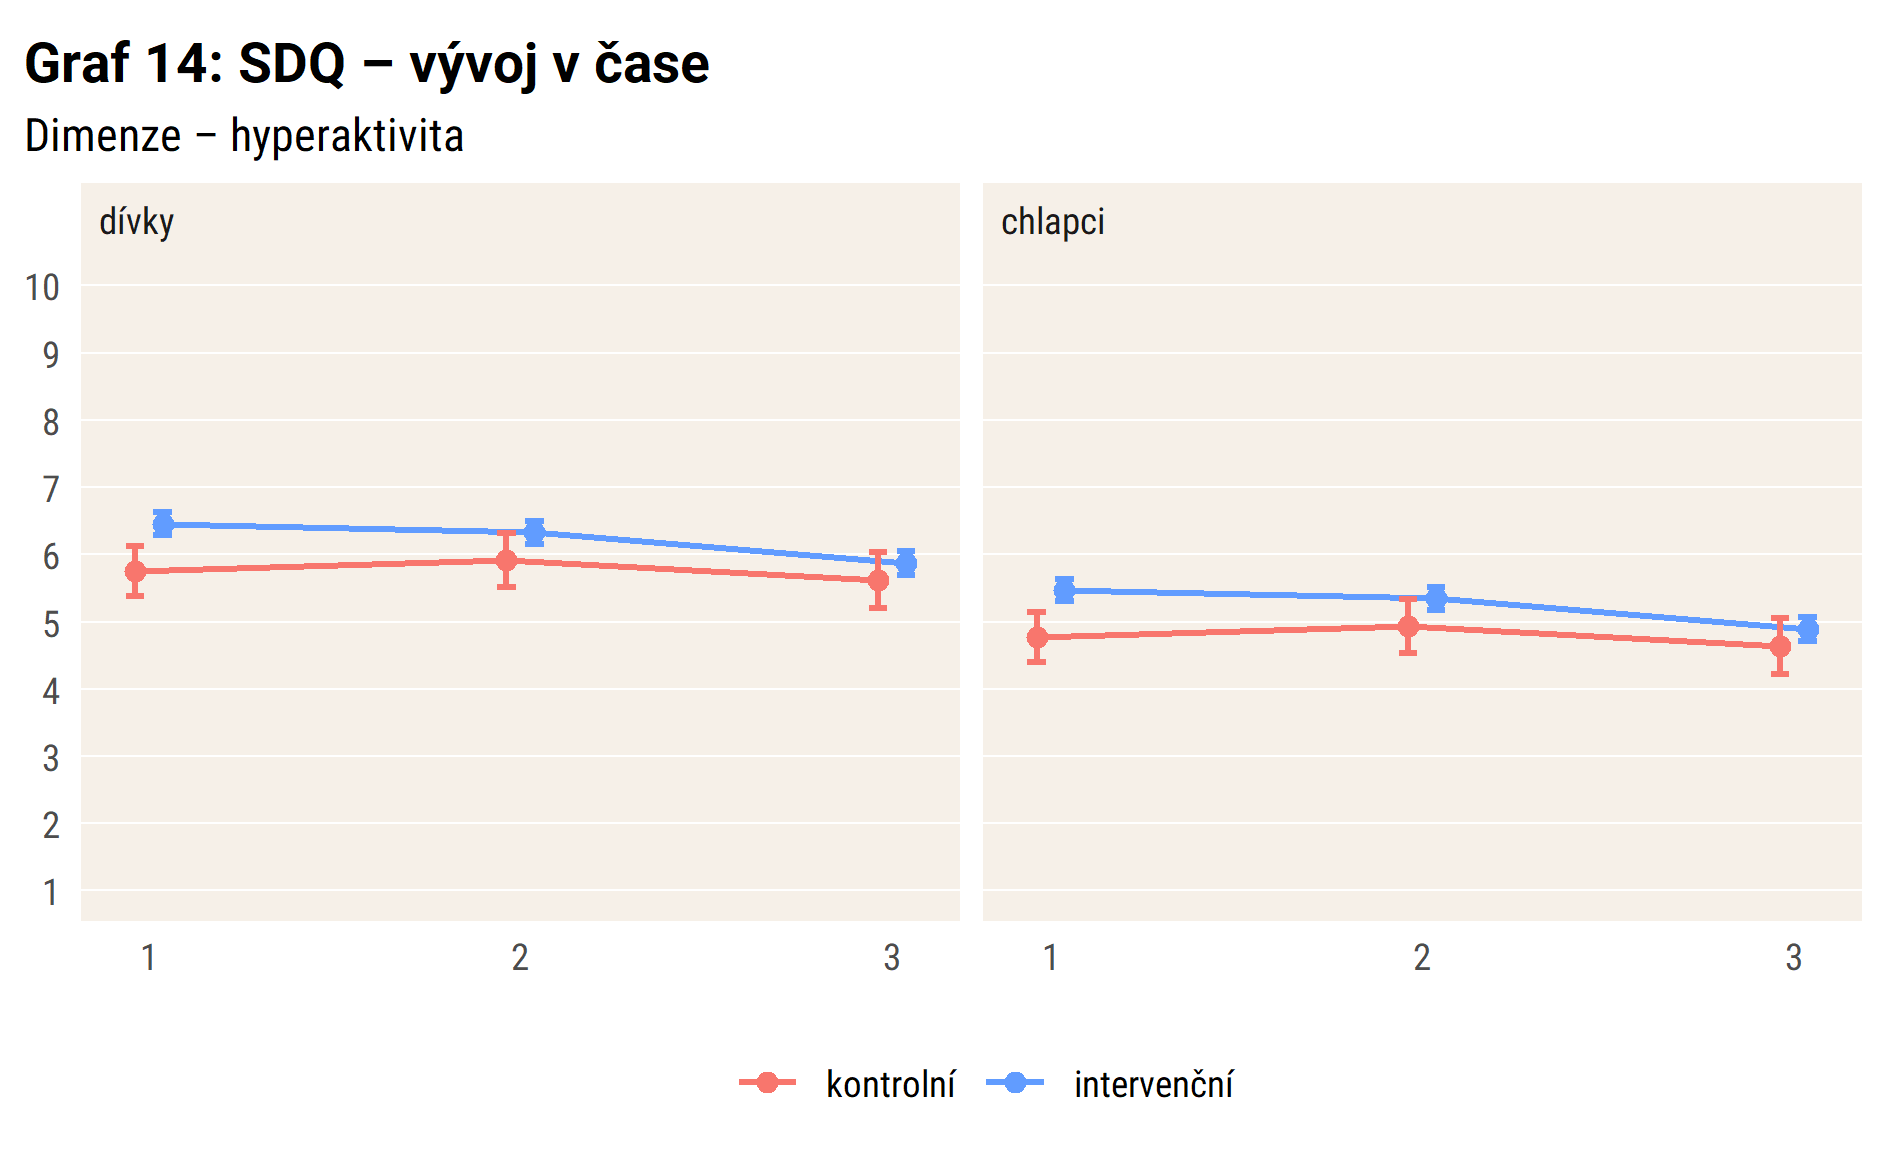 Graf 14: SDQ – vývoj v čase
Dimenze – hyperaktivita
dívky
chlapci
10
9
8
7
6
5
4
3
2
1
1 2 3
1 2 3
kontrolní
intervenční